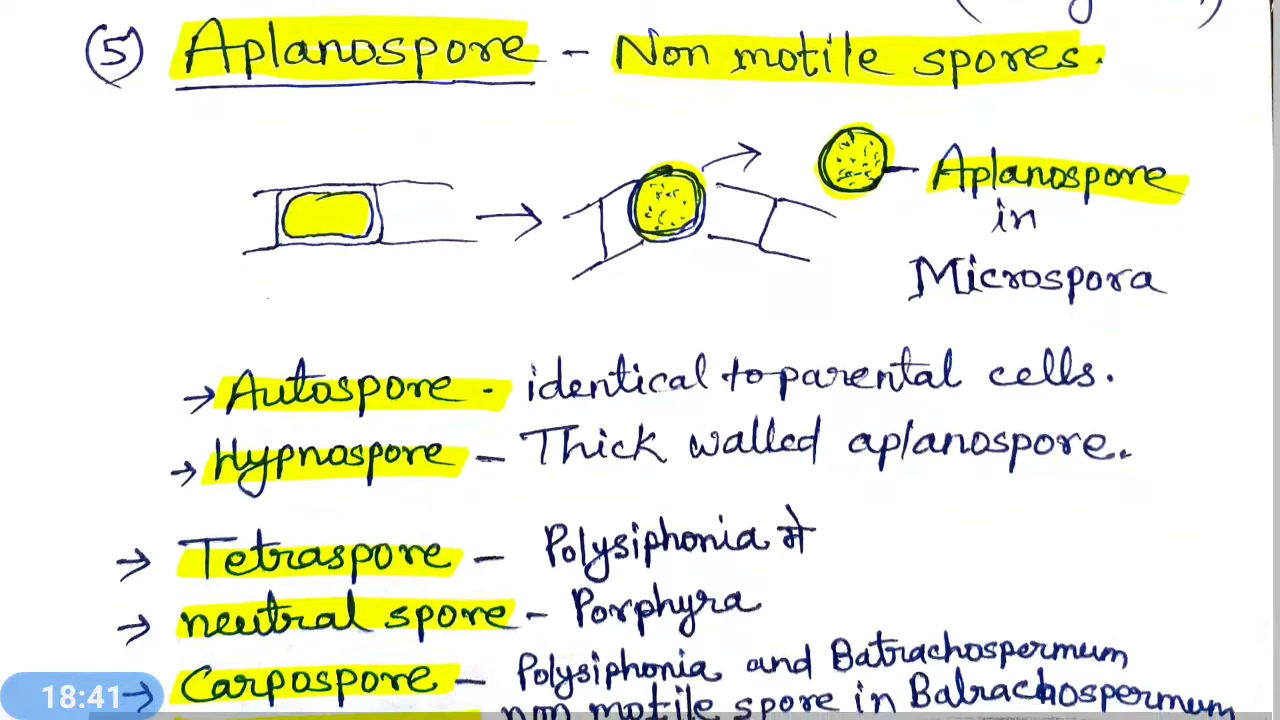 (5) Aplanospore - Non motile spores.
Aplanospore
in
Microspora
→ Autospore - identical to parental cells.
→ Hypnospore - Thick walled aplanospore.
→ Tetraspore - Polysiphonia में
→ neutral spore - Porphyra
→ Carpospore - Polysiphonia and Batrachospermum
non motile spore in Batrachospermum
18:41